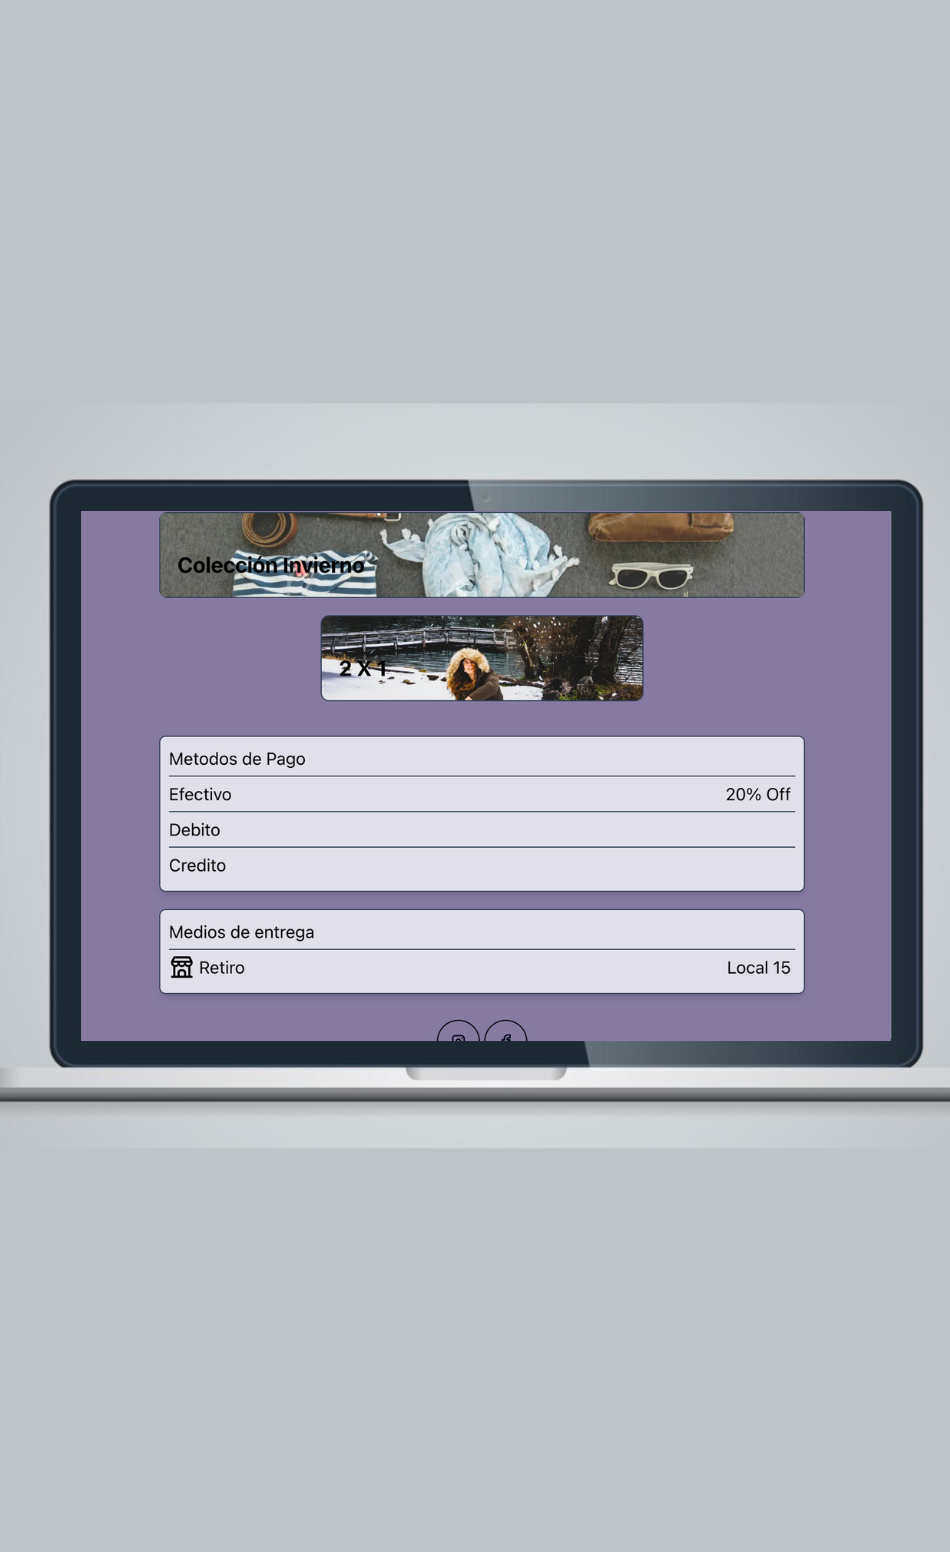 Colección Invierno
2 X 1
Metodos de Pago
Efectivo 20% Off
Debito
Credito
Medios de entrega
Retiro Local 15